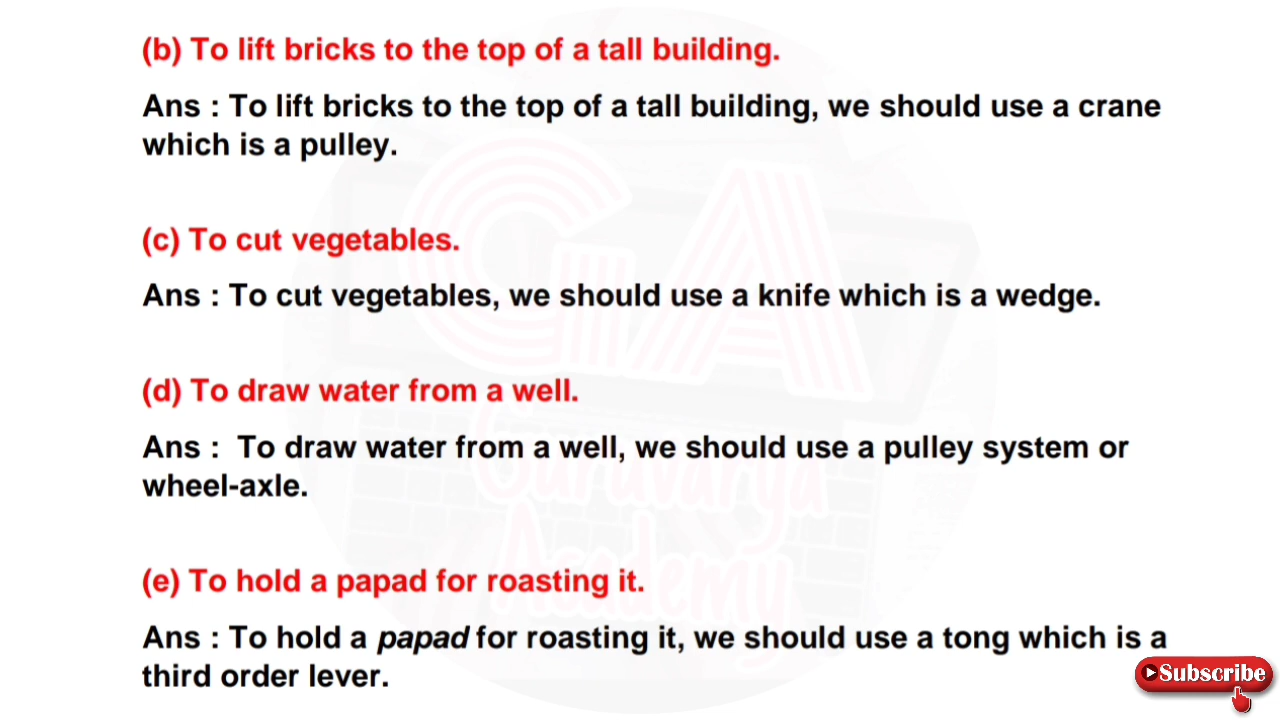 (b) To lift bricks to the top of a tall building.
Ans : To lift bricks to the top of a tall building, we should use a crane
which is a pulley.
(c) To cut vegetables.
Ans : To cut vegetables, we should use a knife which is a wedge.
(d) To draw water from a well.
Ans :  To draw water from a well, we should use a pulley system or
wheel-axle.
(e) To hold a papad for roasting it.
Ans : To hold a papad for roasting it, we should use a tong which is a
third order lever.
Subscribe
GA
Guruvarya
Academy